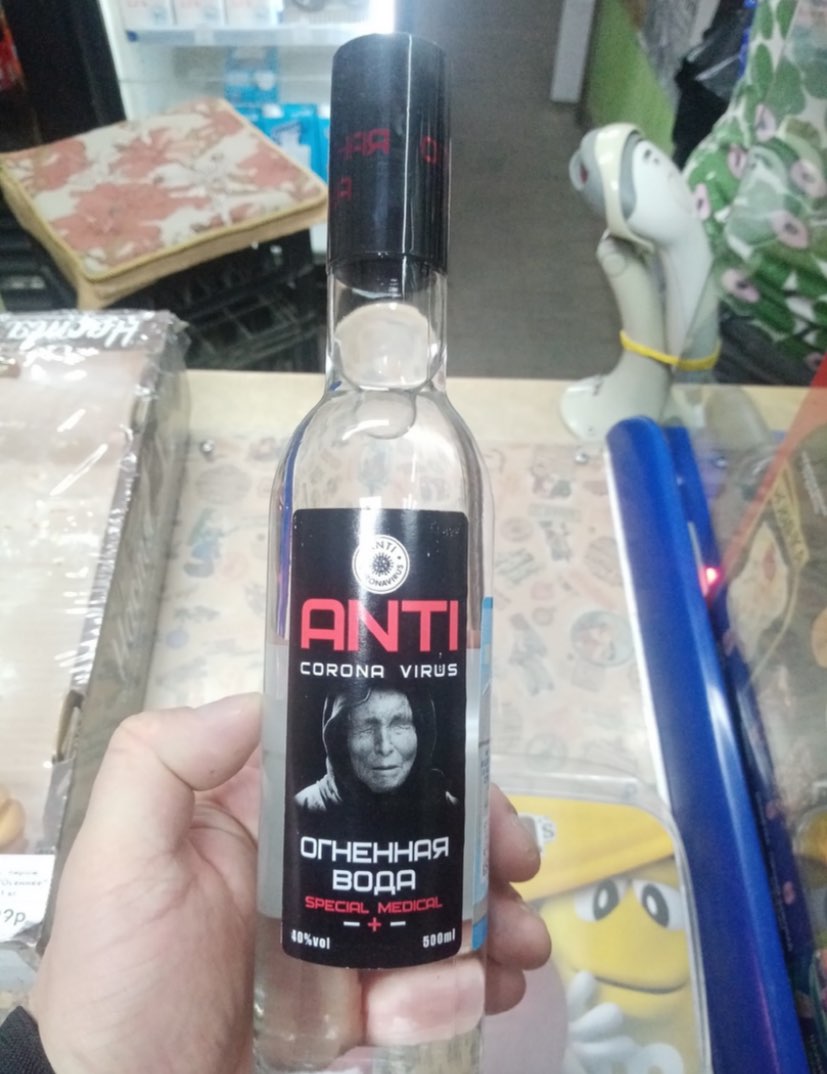 ANTI
CORONAVIRUS
ANTI
CORONA VIRUS
ОГНЕННАЯ
ВОДА
SPECIAL MEDICAL
40%vol
500ml